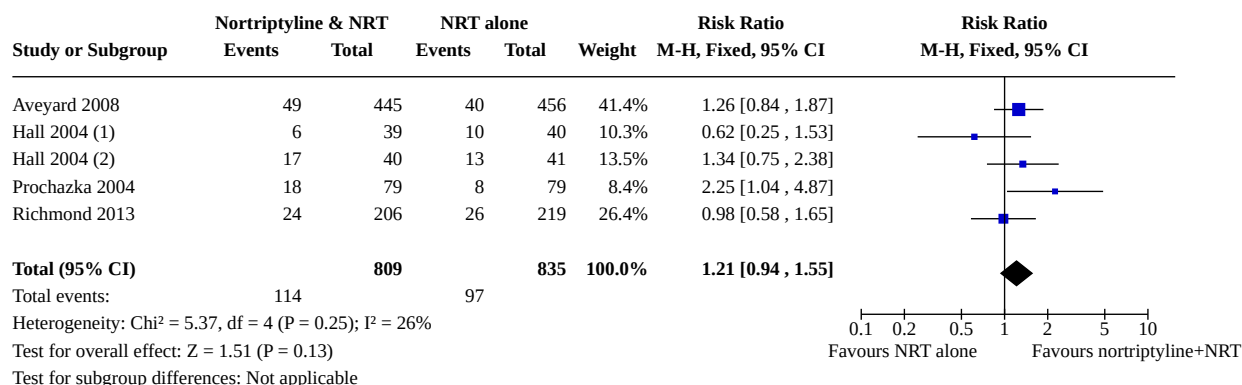 Nortriptyline & NRT NRT alone Risk Ratio Risk Ratio
Study or Subgroup Events Total Events Total Weight M-H, Fixed, 95% CI M-H, Fixed, 95% CI
Aveyard 2008 49 445 40 456 41.4% 1.26 [0.84 , 1.87]
Hall 2004 (1) 6 39 10 40 10.3% 0.62 [0.25 , 1.53]
Hall 2004 (2) 17 40 13 41 13.5% 1.34 [0.75 , 2.38]
Prochazka 2004 18 79 8 79 8.4% 2.25 [1.04 , 4.87]
Richmond 2013 24 206 26 219 26.4% 0.98 [0.58 , 1.65]
Total (95% CI) 809 835 100.0% 1.21 [0.94 , 1.55]
Total events: 114 97
Heterogeneity: Chi² = 5.37, df = 4 (P = 0.25); I² = 26%
Test for overall effect: Z = 1.51 (P = 0.13)
Test for subgroup differences: Not applicable
0.1 0.2 0.5 1 2 5 10
Favours NRT alone Favours nortriptyline+NRT